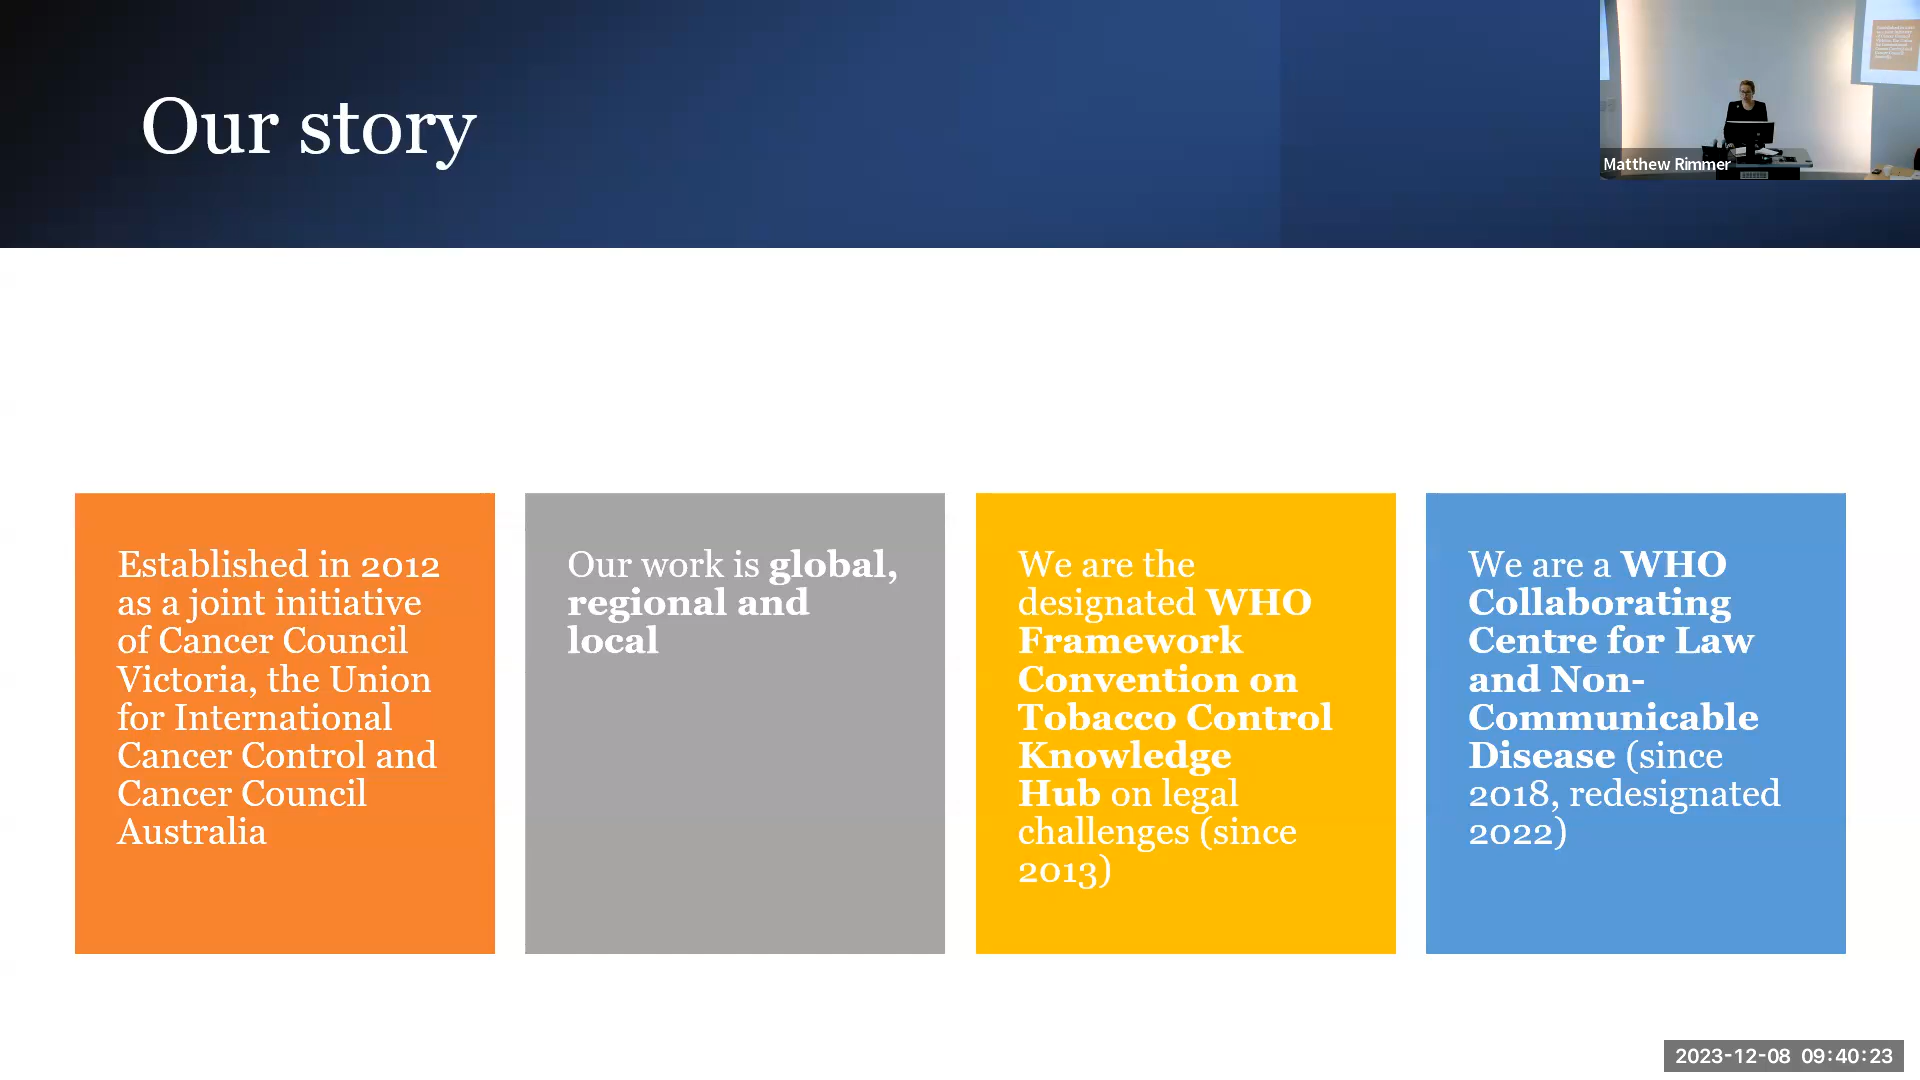 Our story
Matthew Rimmer
Established in 2012
as a joint initiative
of Cancer Council
Victoria, the Union
for International
Cancer Control and
Cancer Council
Australia
Our work is global,
regional and
local
We are the
designated WHO
Framework
Convention on
Tobacco Control
Knowledge
Hub on legal
challenges (since
2013)
We are a WHO
Collaborating
Centre for Law
and Non-
Communicable
Disease (since
2018, redesignated
2022)
2023-12-08 09:40:23